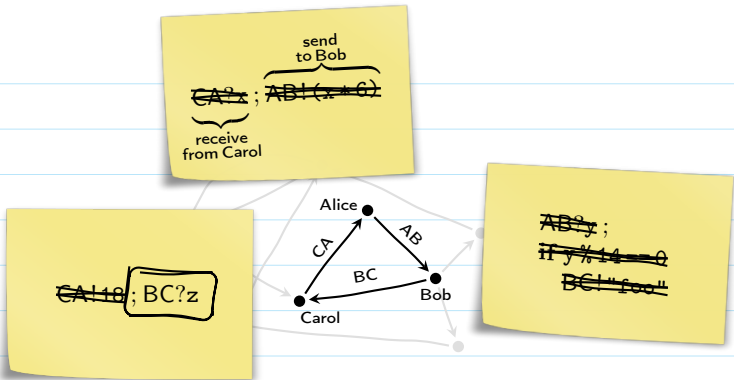 send
to Bob
CA?x ; AB!(x * 6)
receive
from Carol
Alice
CA
AB
BC
Bob
Carol
AB?y ;
if y % 14 == 0
BC!"foo"
CA!18 ; BC?z